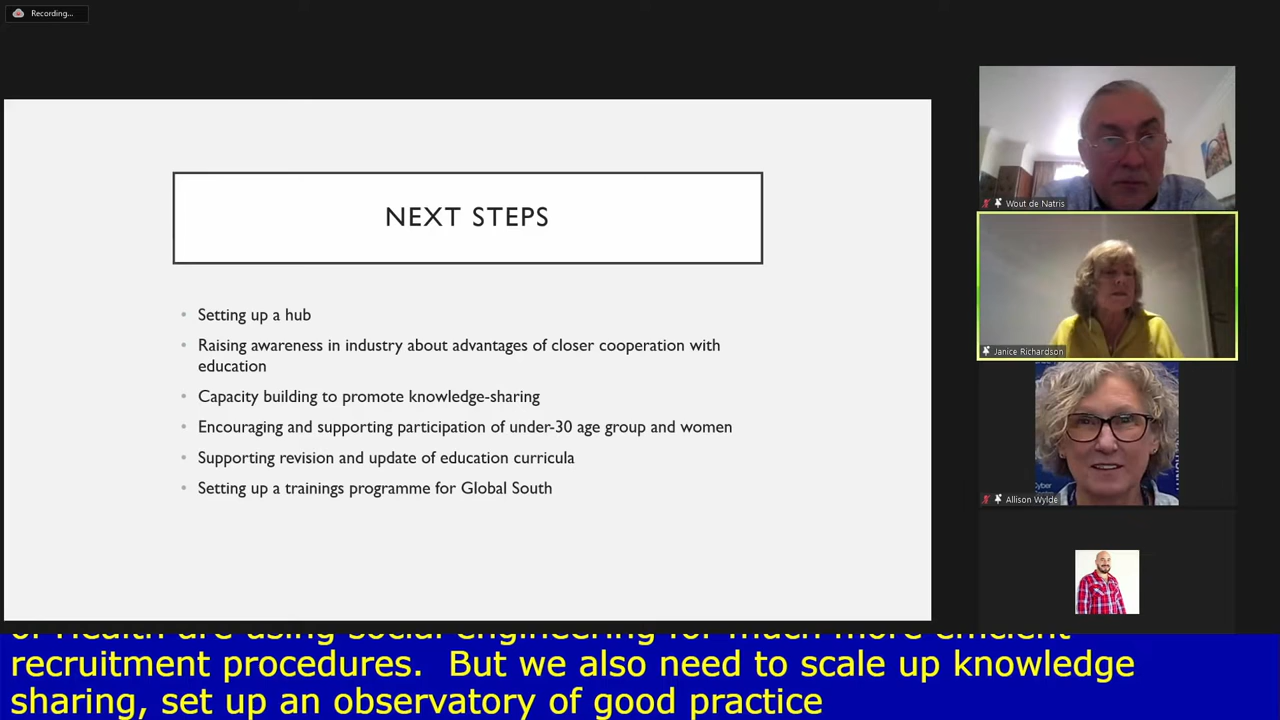 Recording...
NEXT STEPS
• Setting up a hub
• Raising awareness in industry about advantages of closer cooperation with
education
• Capacity building to promote knowledge-sharing
• Encouraging and supporting participation of under-30 age group and women
• Supporting revision and update of education curricula
• Setting up a trainings programme for Global South
Wout de Natris
Janice Richardson
Cyber
Allison Wylde
of Health are using social engineering for much more efficient
recruitment procedures.  But we also need to scale up knowledge
sharing, set up an observatory of good practice